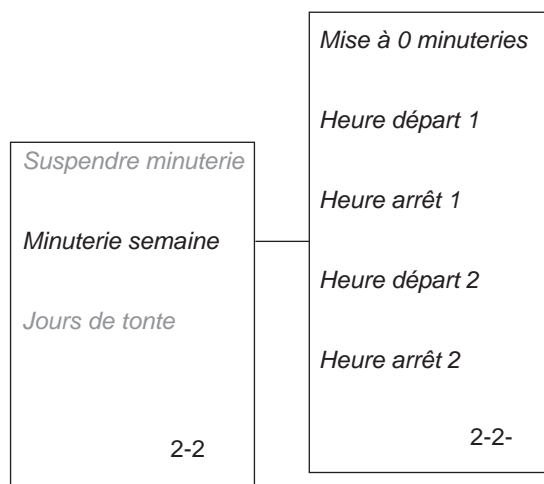 Suspendre minuterie
Minuterie semaine
Jours de tonte
2-2
Mise à 0 minuteries
Heure départ 1
Heure arrêt 1
Heure départ 2
Heure arrêt 2
2-2-